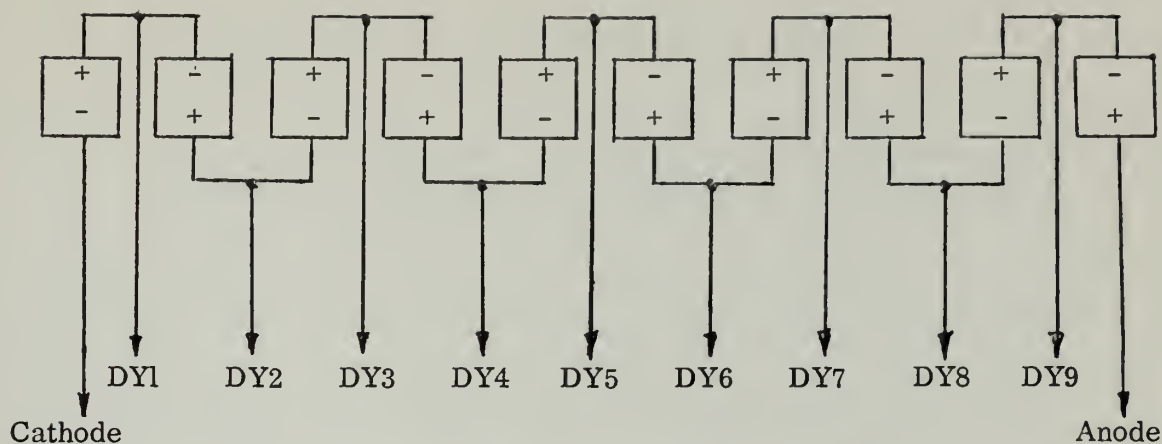 + - + - + - + - + -
- + - + - + - + - +
DY1 DY2 DY3 DY4 DY5 DY6 DY7 DY8 DY9
Cathode Anode